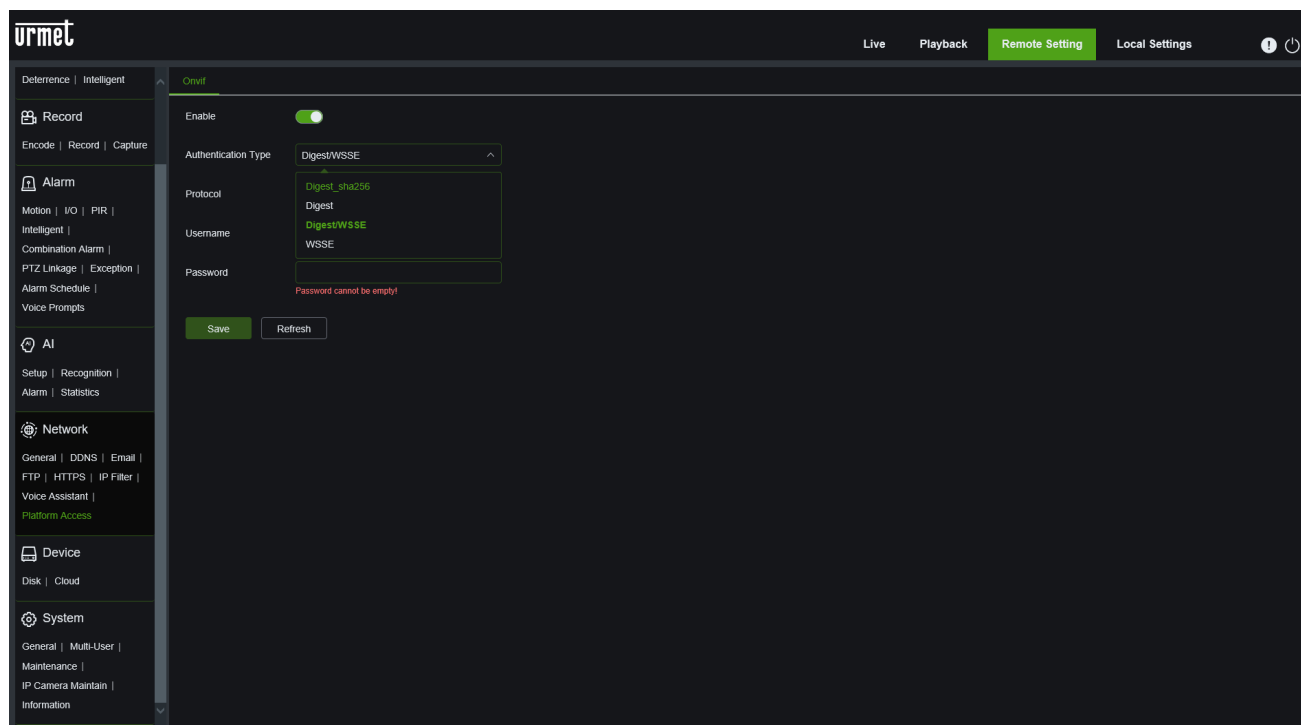 urmet
Live Playback Remote Setting Local Settings
Deterrence | Intelligent
Record
Encode | Record | Capture
Alarm
Motion | I/O | PIR |
Intelligent |
Combination Alarm |
PTZ Linkage | Exception |
Alarm Schedule |
Voice Prompts
AI
Setup | Recognition |
Alarm | Statistics
Network
General | DDNS | Email |
FTP | HTTPS | IP Filter |
Voice Assistant |
Platform Access
Device
Disk | Cloud
System
General | Multi-User |
Maintenance |
IP Camera Maintain |
Information
Onvif
Enable
Authentication Type Digest/WSSE
Digest_sha256
Digest
Digest/WSSE
WSSE
Protocol
Username
Password
Password cannot be empty!
Save Refresh